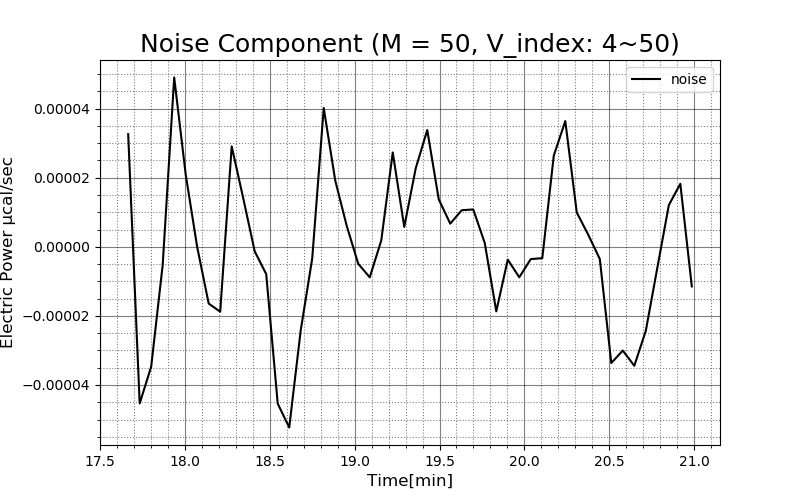 Noise Component (M = 50, V_index: 4~50)
noise
0.00004
0.00002
0.00000
−0.00002
−0.00004
Electric Power μcal/sec
17.5 18.0 18.5 19.0 19.5 20.0 20.5 21.0
Time[min]